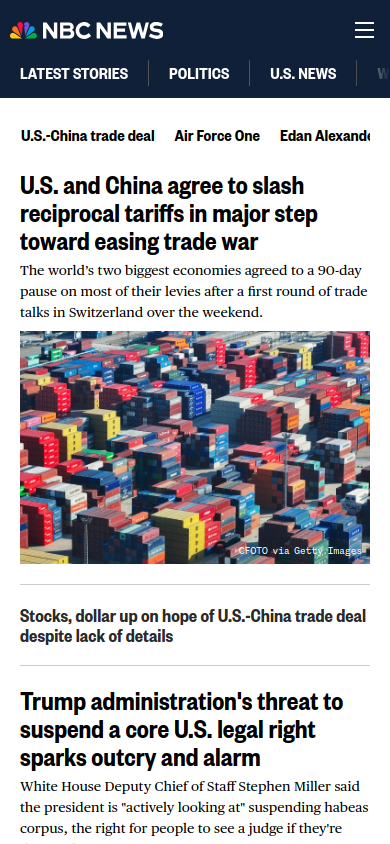 NBC NEWS
LATEST STORIES
POLITICS
U.S. NEWS
U.S.-China trade deal
Air Force One
Edan
U.S. and China agree to slash
reciprocal tariffs in major step
toward easing trade war
The world's two biggest economies agreed to a 90-day
pause on most of their levies after a first round of trade
talks in Switzerland over the weekend.
CFOTO via Getty Images
Stocks, dollar up on hope of U.S.-China trade deal
despite lack of details
Trump administration's threat to
suspend a core U.S. legal right
sparks outcry and alarm
White House Deputy Chief of Staff Stephen Miller said
the president is "actively looking at" suspending habeas
corpus, the right for people to see a judge if they're